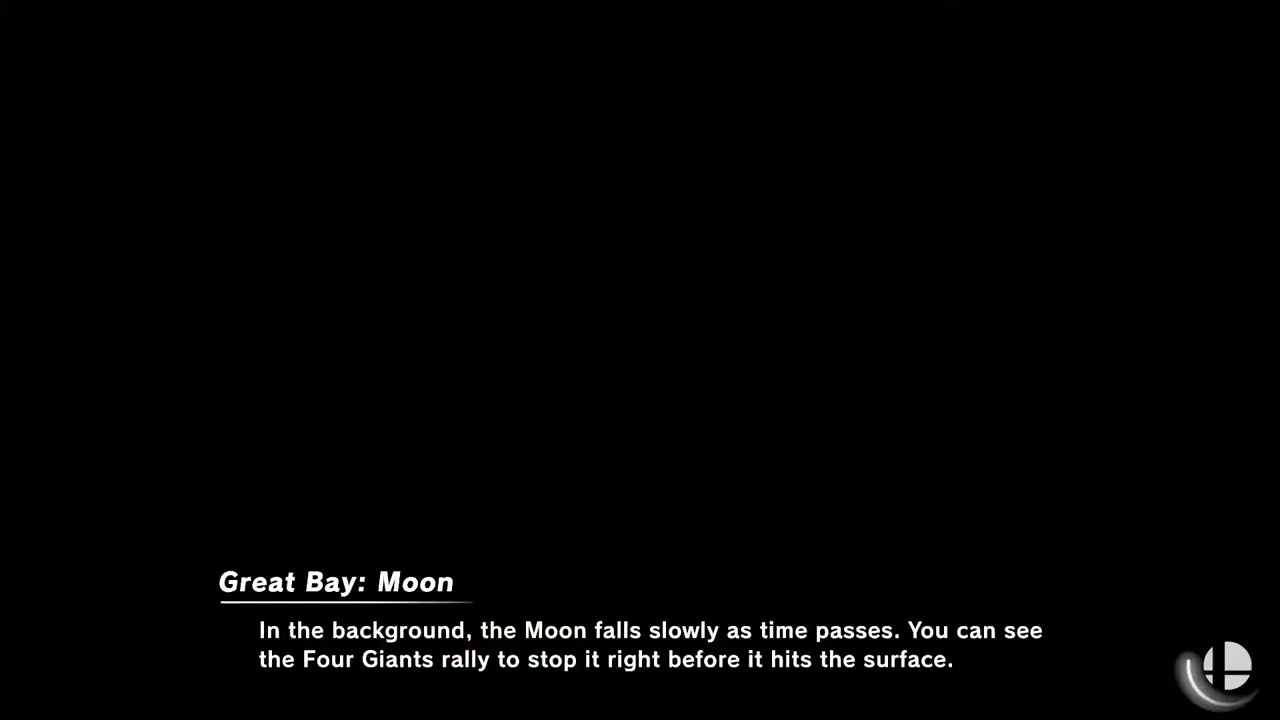 Great Bay: Moon
In the background, the Moon falls slowly as time passes. You can see
the Four Giants rally to stop it right before it hits the surface.